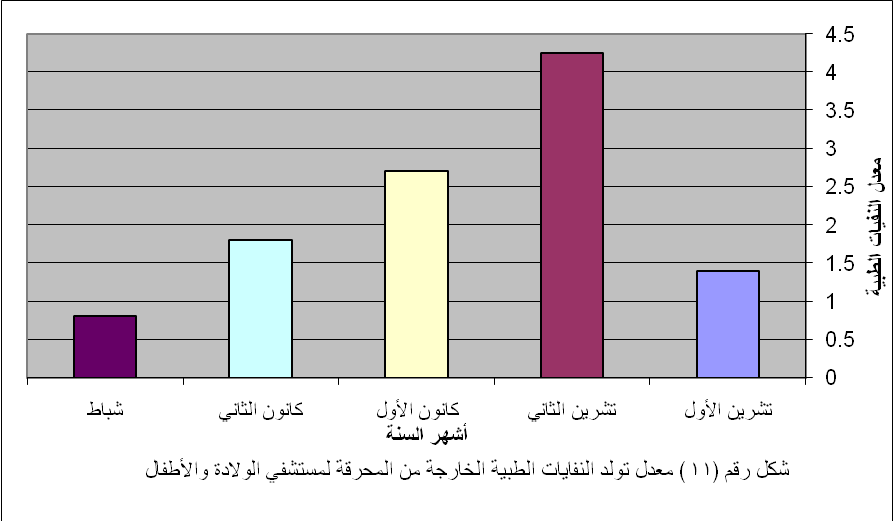 4.5
4
3.5
3
2.5
2
1.5
1
0.5
0
معدل النفيات الطبية
تشرين الأول تشرين الثاني كانون الأول كانون الثاني شباط
أشهر السنة
شكل رقم (١١) معدل تولد النفايات الطبية الخارجة من المحرقة لمستشفي الولادة والأطفال